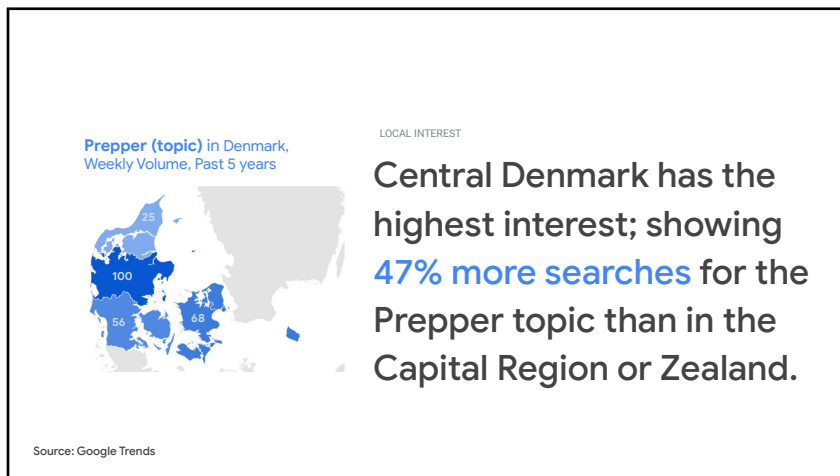 LOCAL INTEREST
Prepper (topic) in Denmark,
Weekly Volume, Past 5 years
Central Denmark has the
highest interest; showing
47% more searches for the
Prepper topic than in the
Capital Region or Zealand.
25
100
56
68
Source: Google Trends